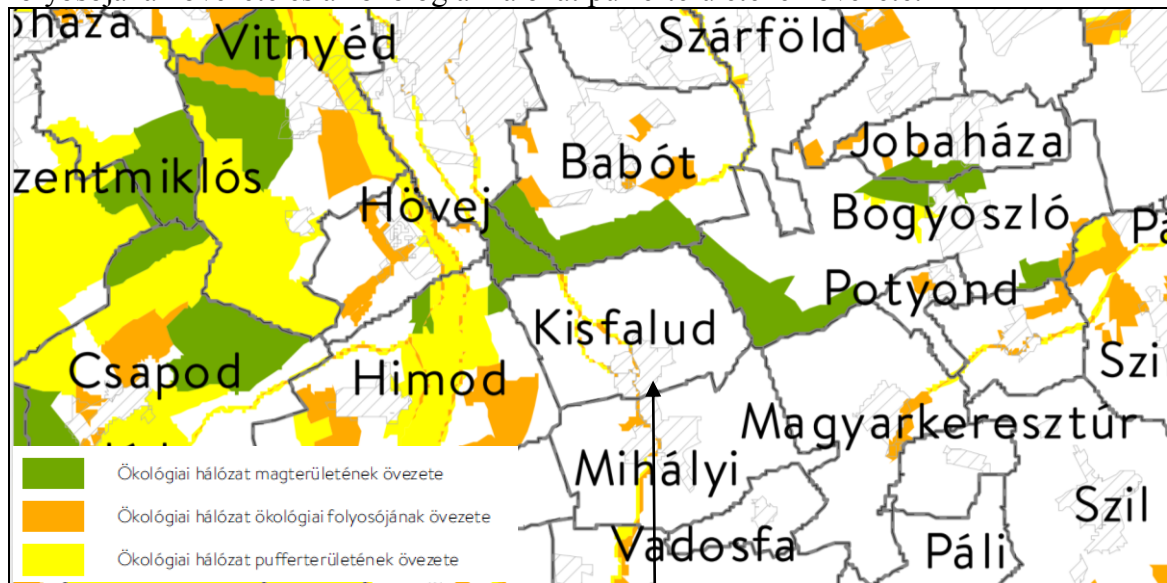 Vitnyéd
Szárföld
Babót
Jobaháza
zentmiklós
Hövej
Bogyoszló
Potyond
Kisfalud
Csapod
Himod
Szi
Magyarkeresztúr
Mihályi
Szil
Vadosfa
Páli
Ökológiai hálózat magterületének övezete
Ökológiai hálózat ökológiai folyosójának övezete
Ökológiai hálózat pufferterületének övezete